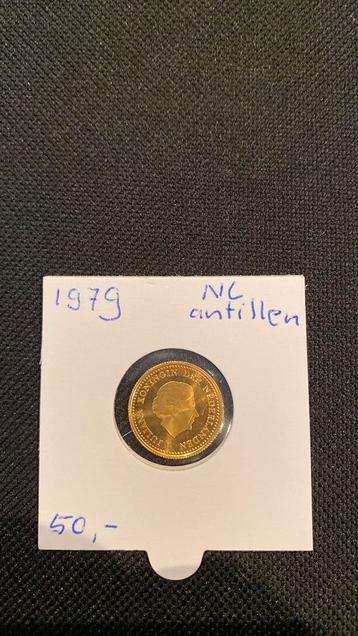 1979
NL
antillen
JULIANA KONINGIN DER NEDERLANDEN
50,-